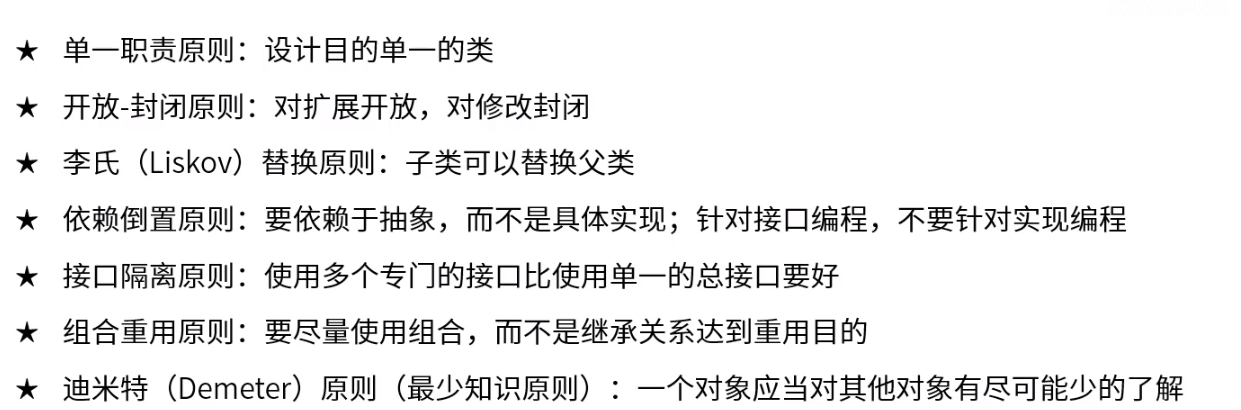 ★ 单一职责原则：设计目的单一的类
★ 开放-封闭原则：对扩展开放，对修改封闭
★ 李氏（Liskov）替换原则：子类可以替换父类
★ 依赖倒置原则：要依赖于抽象，而不是具体实现；针对接口编程，不要针对实现编程
★ 接口隔离原则：使用多个专门的接口比使用单一的总接口要好
★ 组合重用原则：要尽量使用组合，而不是继承关系达到重用目的
★ 迪米特（Demeter）原则（最少知识原则）：一个对象应当对其他对象有尽可能少的了解